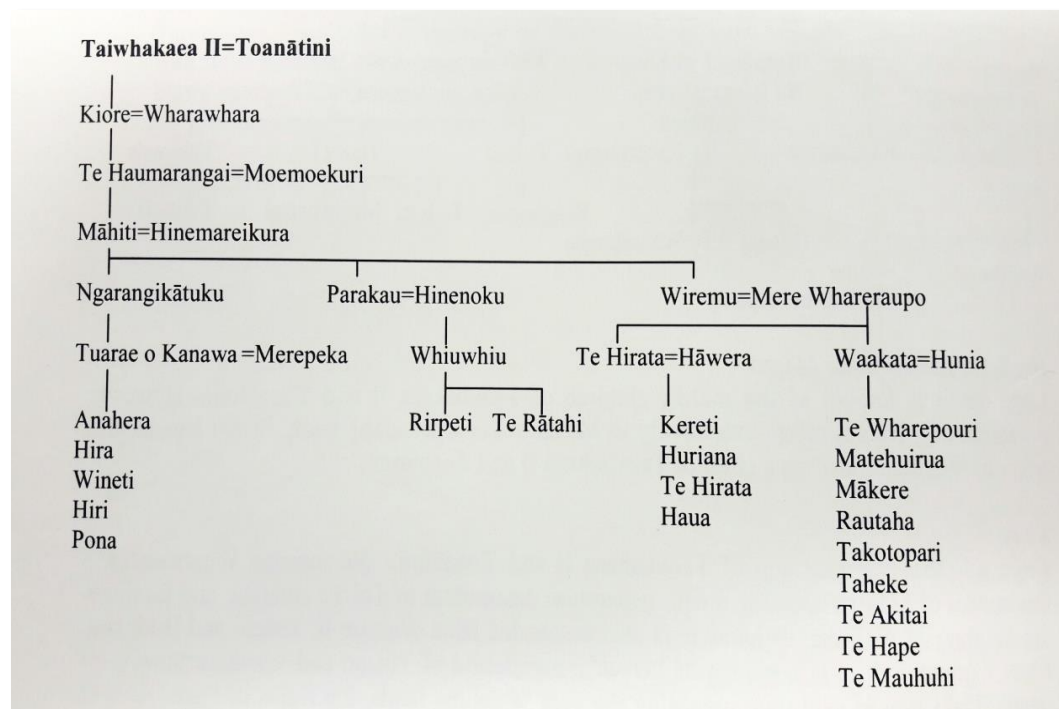 Taiwhakaea II=Toanātini
Kiore=Wharawhara
Te Haumarangai=Moemoekuri
Māhiti=Hinemareikura
Ngarangikātuku Parakau=Hinenoku Wiremu=Mere Whareraupo
Tuarae o Kanawa =Merepeka Whiuwhiu Te Hirata=Hāwera Waakata=Hunia
Anahera Rirpeti Te Rātahi Kereti Te Wharepouri
Hira Huriana Matehuirua
Wineti Te Hirata Mākere
Hiri Haua Rautaha
Pona Takotopari
Taheke
Te Akitai
Te Hape
Te Mauhuhi